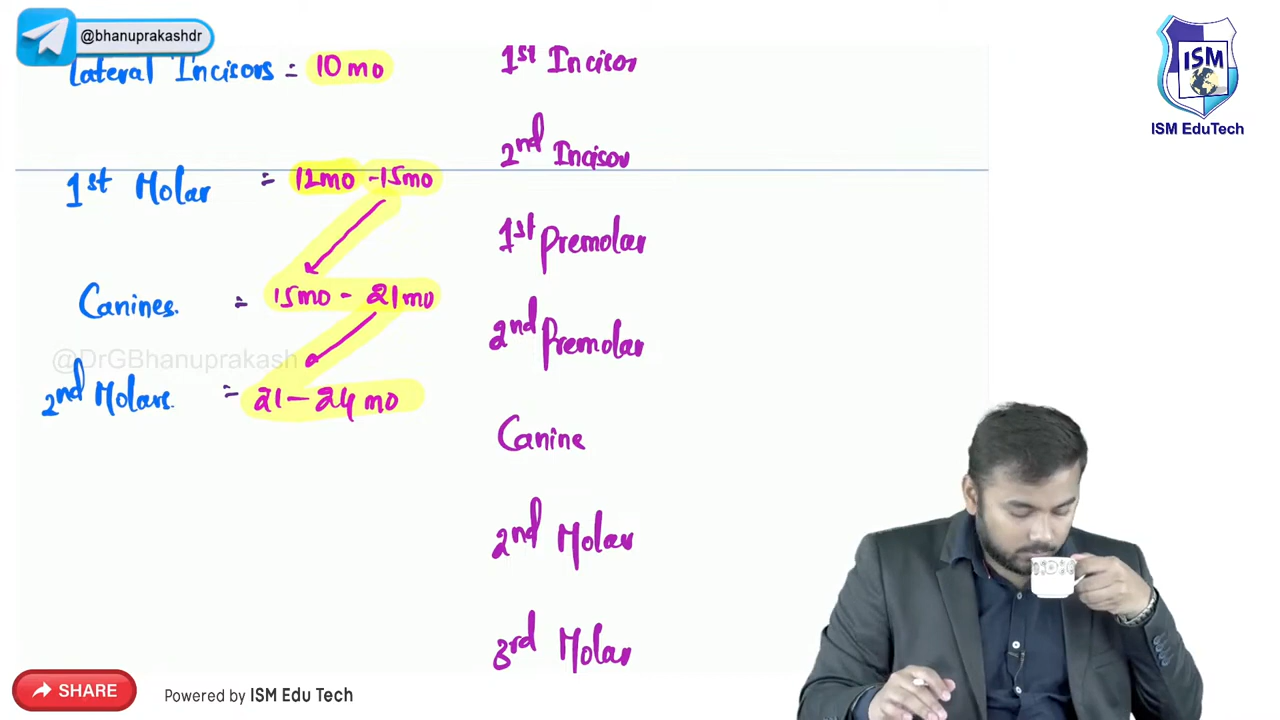 @bhanuprakashdr
ISM
ISM EduTech
lateral Incisors = 10 mo
1st Molar = 12mo - 15mo
Canines. = 15mo - 21mo
@DrGBhanuprakash
2nd Molars. = 21 - 24 mo
1st Incisor
2nd Incisor
1st Premolar
2nd Premolar
Canine
2nd Molar
3rd Molar
SHARE
Powered by ISM Edu Tech